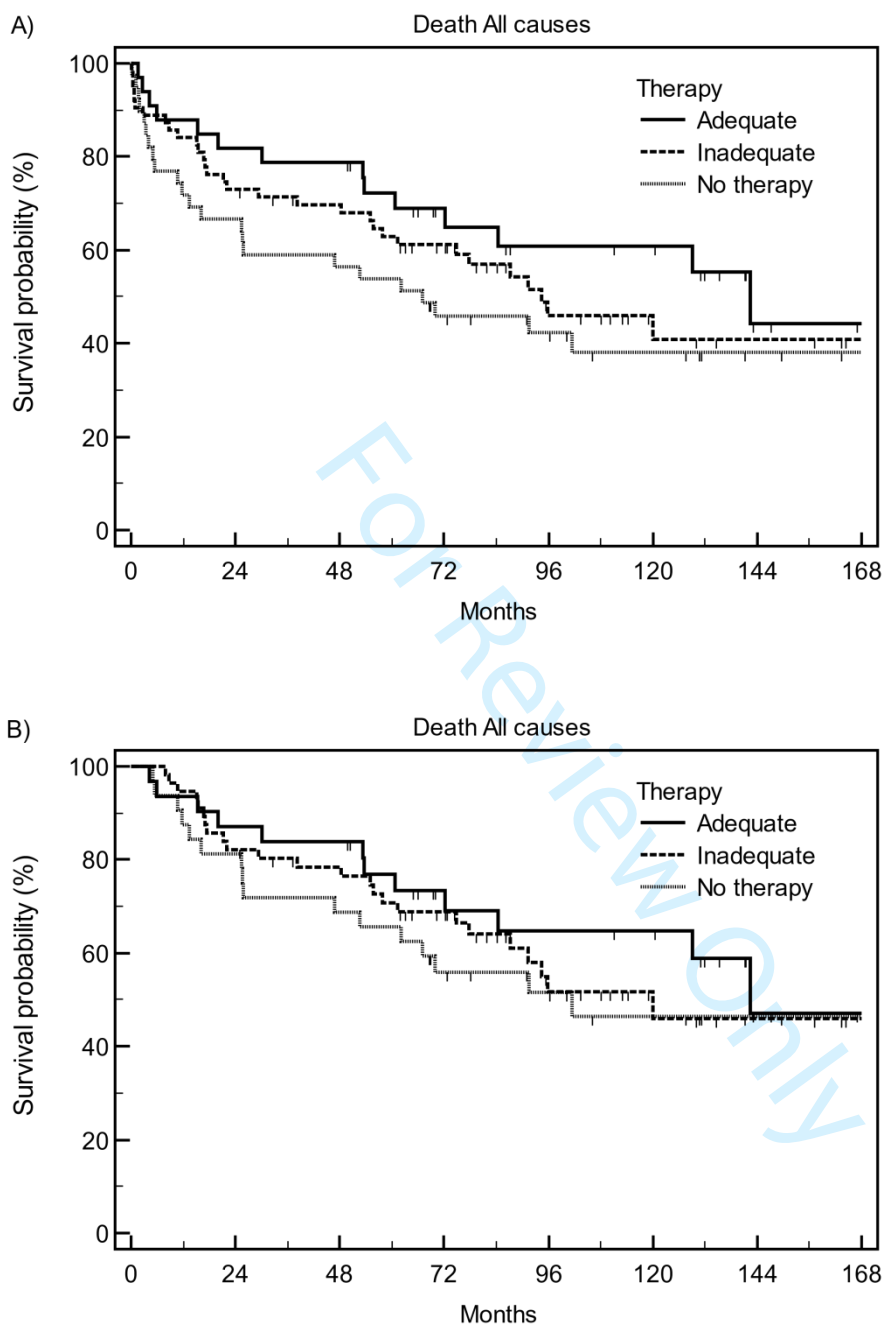 A)
Death All causes
Survival probability (%)
100
80
60
40
20
0
Therapy
Adequate
Inadequate
No therapy
0 24 48 72 96 120 144 168
Months
For Review Only
B)
Death All causes
Survival probability (%)
100
80
60
40
20
0
Therapy
Adequate
Inadequate
No therapy
0 24 48 72 96 120 144 168
Months